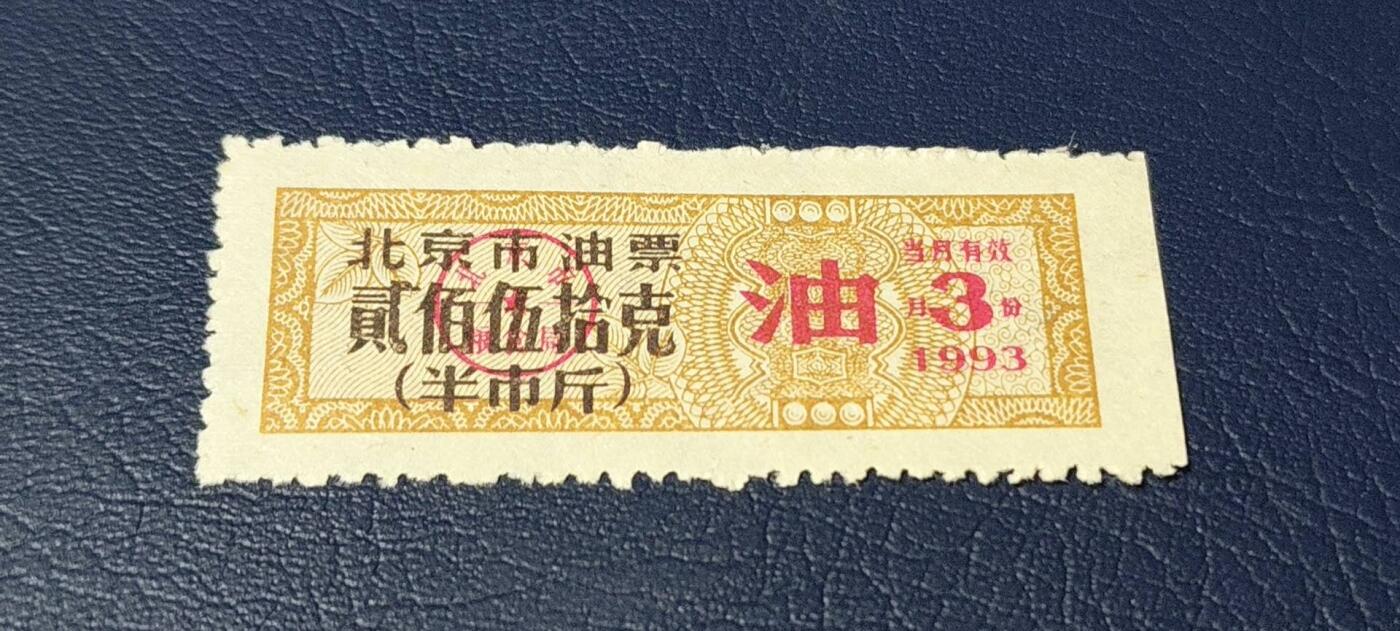 北京市油票
貳佰伍拾克
(半市斤)
油
当月有效
月3份
1993